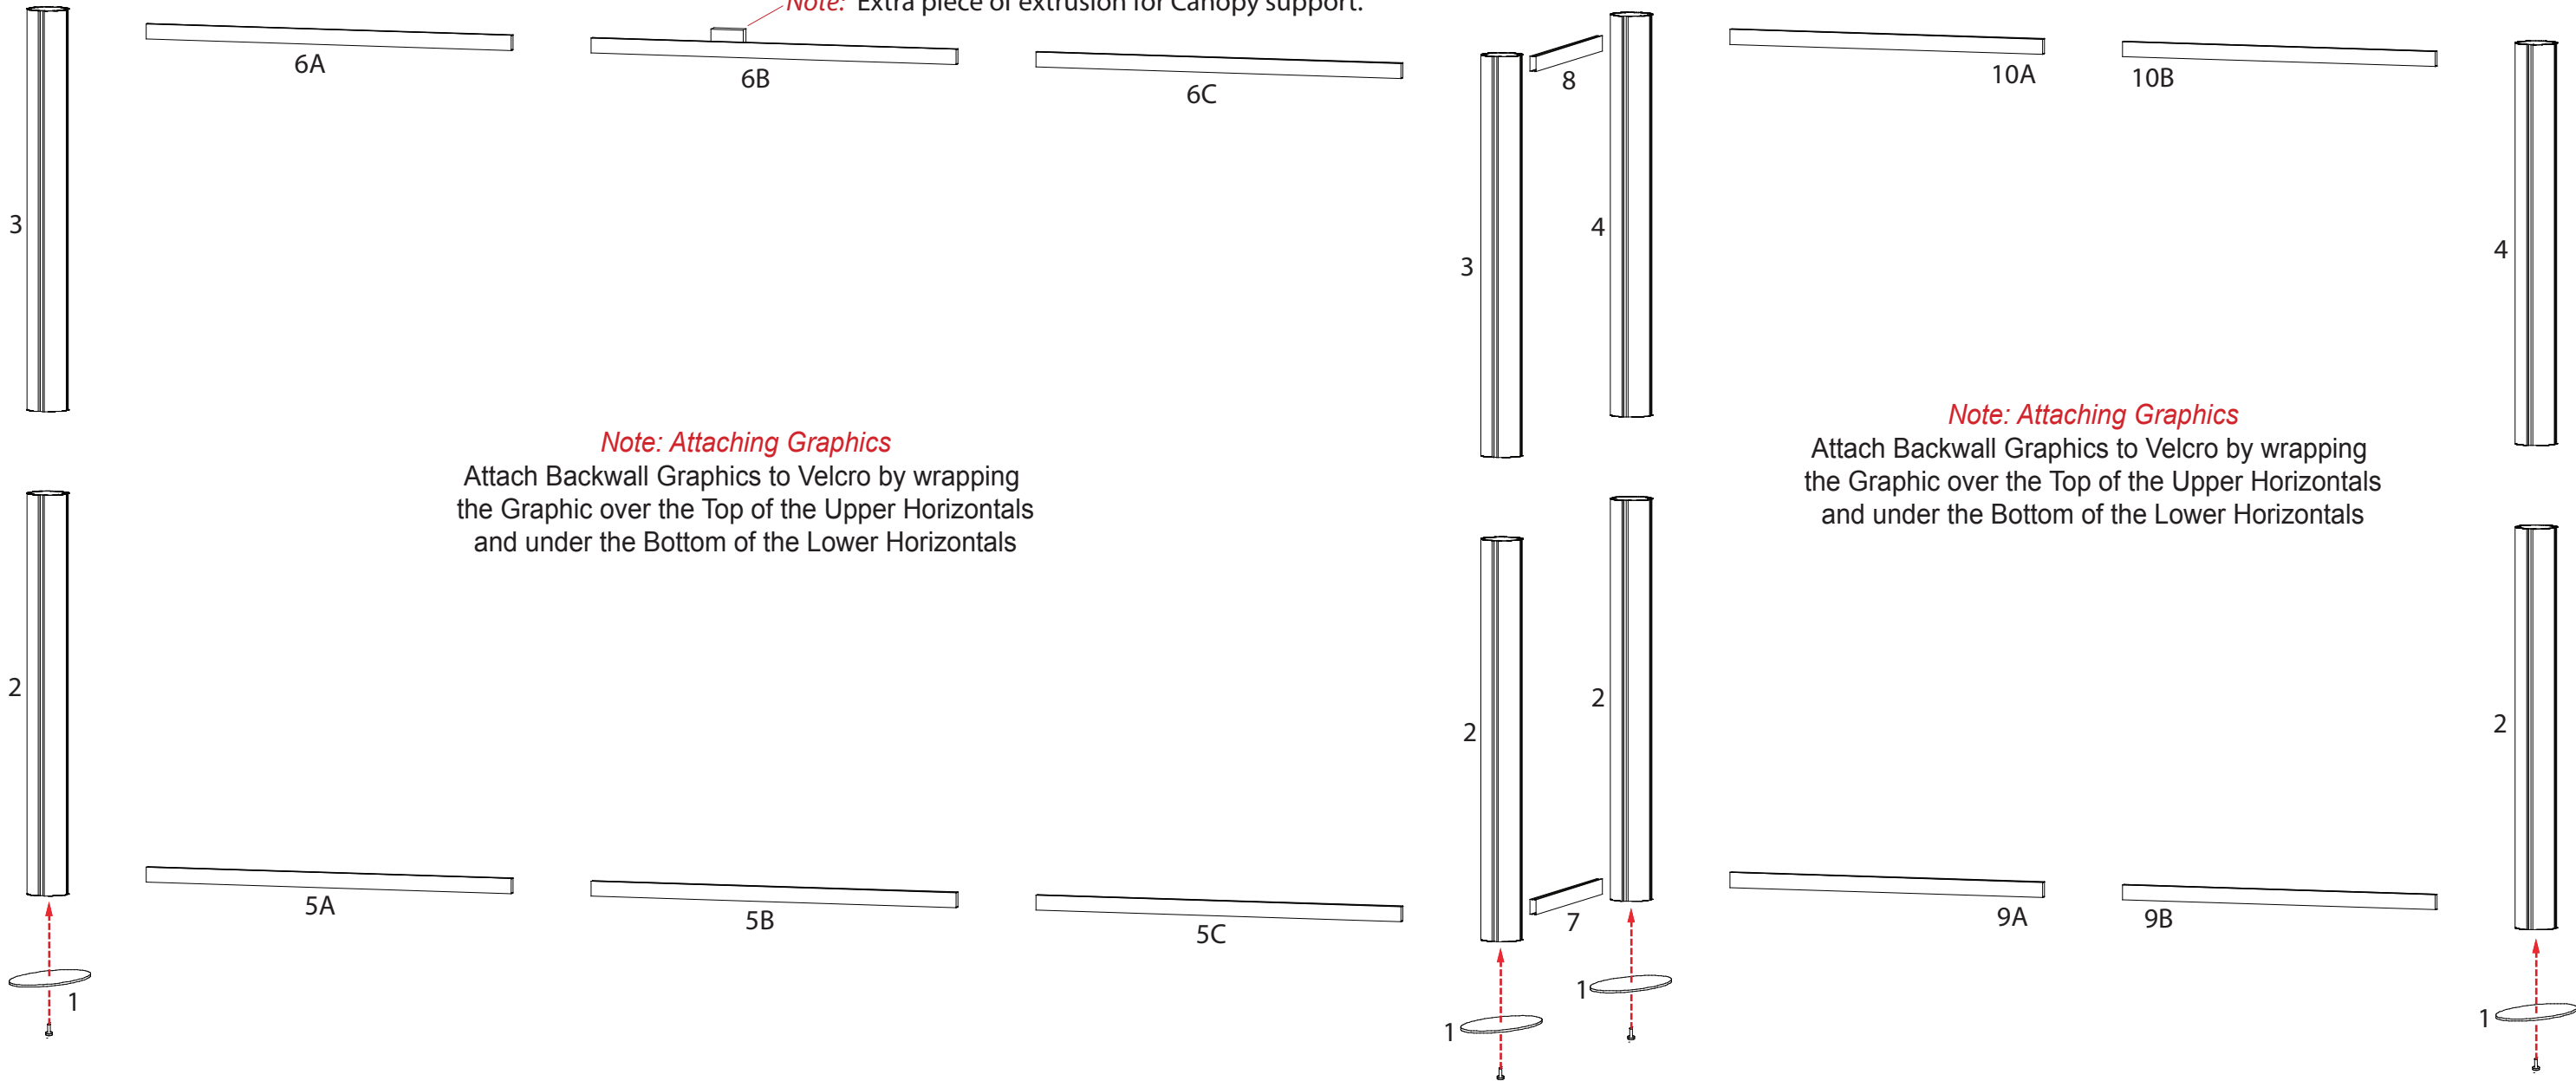 Note: Extra piece of extrusion for Canopy support.
6A
6B
6C
8
10A
10B
3
3
4
4
Note: Attaching Graphics
Attach Backwall Graphics to Velcro by wrapping
the Graphic over the Top of the Upper Horizontals
and under the Bottom of the Lower Horizontals
Note: Attaching Graphics
Attach Backwall Graphics to Velcro by wrapping
the Graphic over the Top of the Upper Horizontals
and under the Bottom of the Lower Horizontals
2
2
2
2
5A
5B
5C
7
9A
9B
1
1
1
1